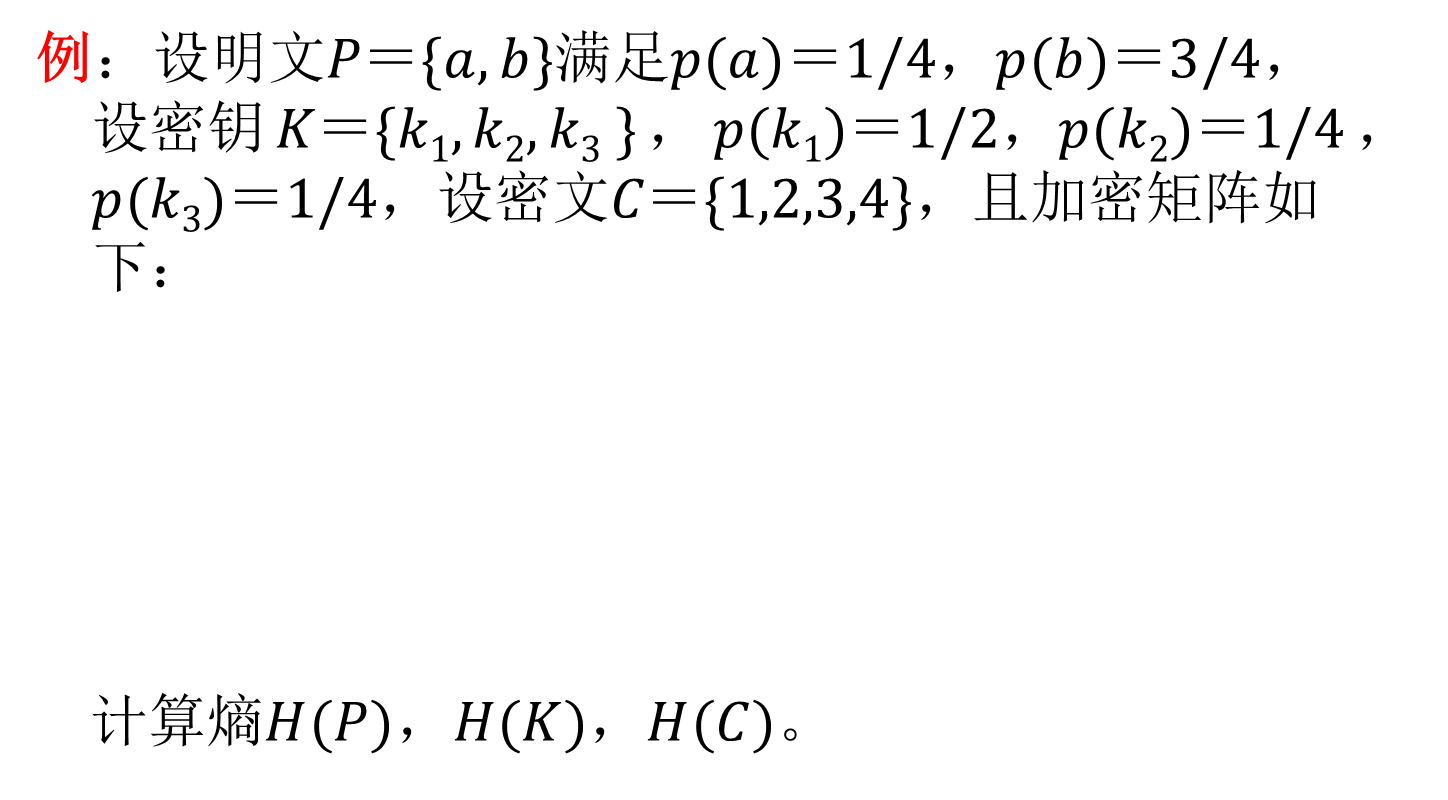 例：设明文P＝{a, b}满足p(a)＝1/4，p(b)＝3/4，
设密钥 K＝{k₁, k₂, k₃ }， p(k₁)＝1/2，p(k₂)＝1/4，
p(k₃)＝1/4，设密文C＝{1,2,3,4}，且加密矩阵如
下：
计算熵H(P)，H(K)，H(C)。